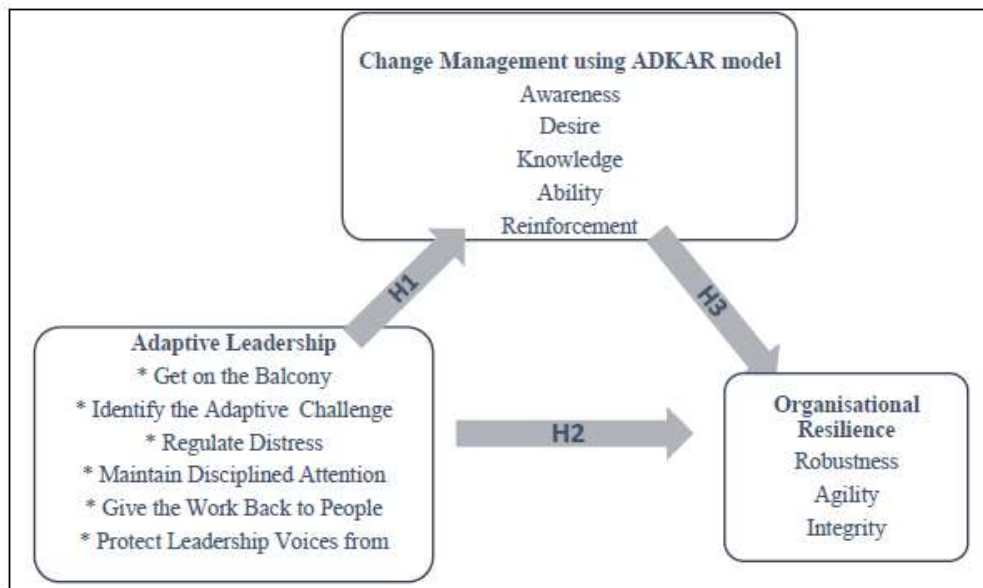 Change Management using ADKAR model
Awareness
Desire
Knowledge
Ability
Reinforcement
H1
H3
Adaptive Leadership
* Get on the Balcony
* Identify the Adaptive Challenge
* Regulate Distress
* Maintain Disciplined Attention
* Give the Work Back to People
* Protect Leadership Voices from
H2
Organisational
Resilience
Robustness
Agility
Integrity